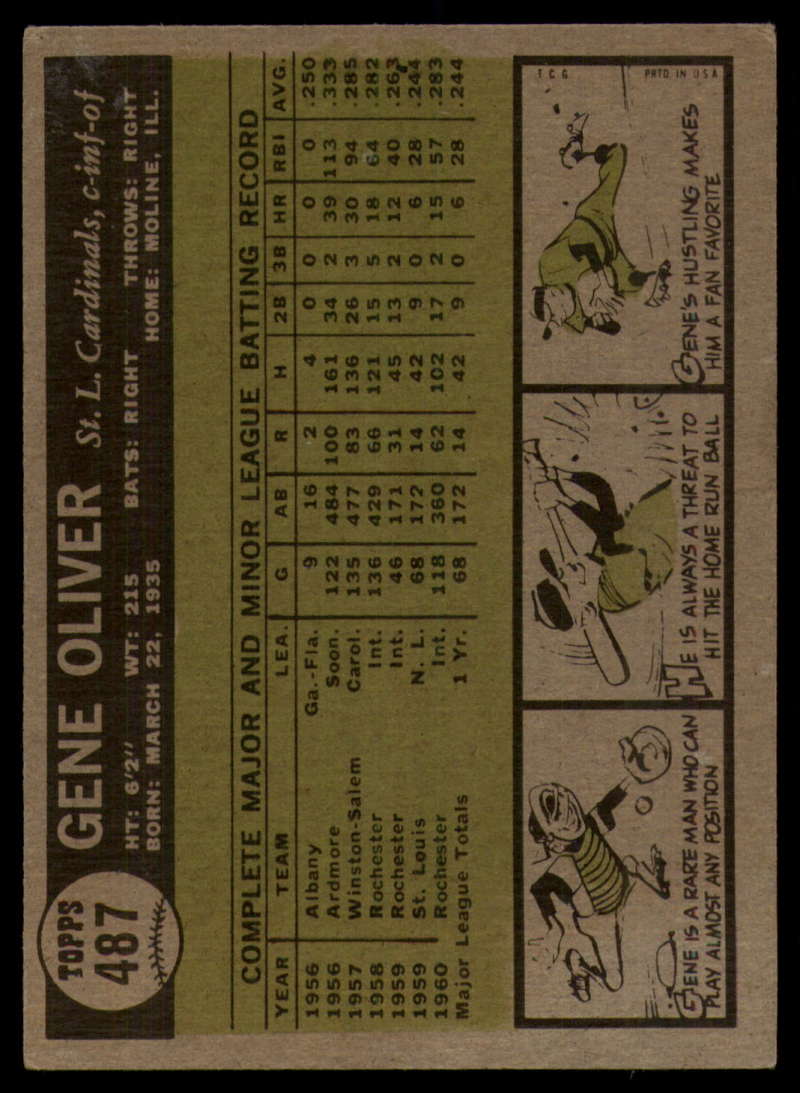 TOPPS
487
GENE OLIVER St. L. Cardinals, c-inf-of
HT: 6'2" WT: 215 BATS: RIGHT THROWS: RIGHT
BORN: MARCH 22, 1935 HOME: MOLINE, ILL.
COMPLETE MAJOR AND MINOR LEAGUE BATTING RECORD
YEAR TEAM LEA. G AB R H 2B 3B HR RBI AVG.
1956 Albany Ga.-Fla. 9 16 2 4 0 0 0 0 .250
1956 Ardmore Soon. 122 484 100 161 34 2 39 113 .333
1957 Winston-Salem Carol. 135 477 83 136 26 3 30 94 .285
1958 Rochester Int. 136 429 66 121 15 5 18 64 .282
1959 Rochester Int. 46 171 31 45 13 2 12 40 .263
1959 St. Louis N. L. 68 172 14 42 9 0 6 28 .244
1960 Rochester Int. 118 360 62 102 17 2 15 57 .283
Major League Totals 1 Yr. 68 172 14 42 9 0 6 28 .244
GENE IS A RARE MAN WHO CAN
PLAY ALMOST ANY POSITION
HE IS ALWAYS A THREAT TO
HIT THE HOME RUN BALL
T C G PRTD IN U S A
GENE'S HUSTLING MAKES
HIM A FAN FAVORITE